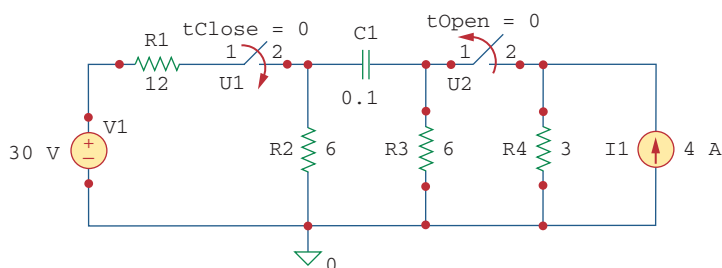 tClose = 0
C1
tOpen = 0
R1
1
2
1
2
12
U1
U2
0.1
V1
+
−
30 V
R2
6
R3
6
R4
3
I1
4 A
0